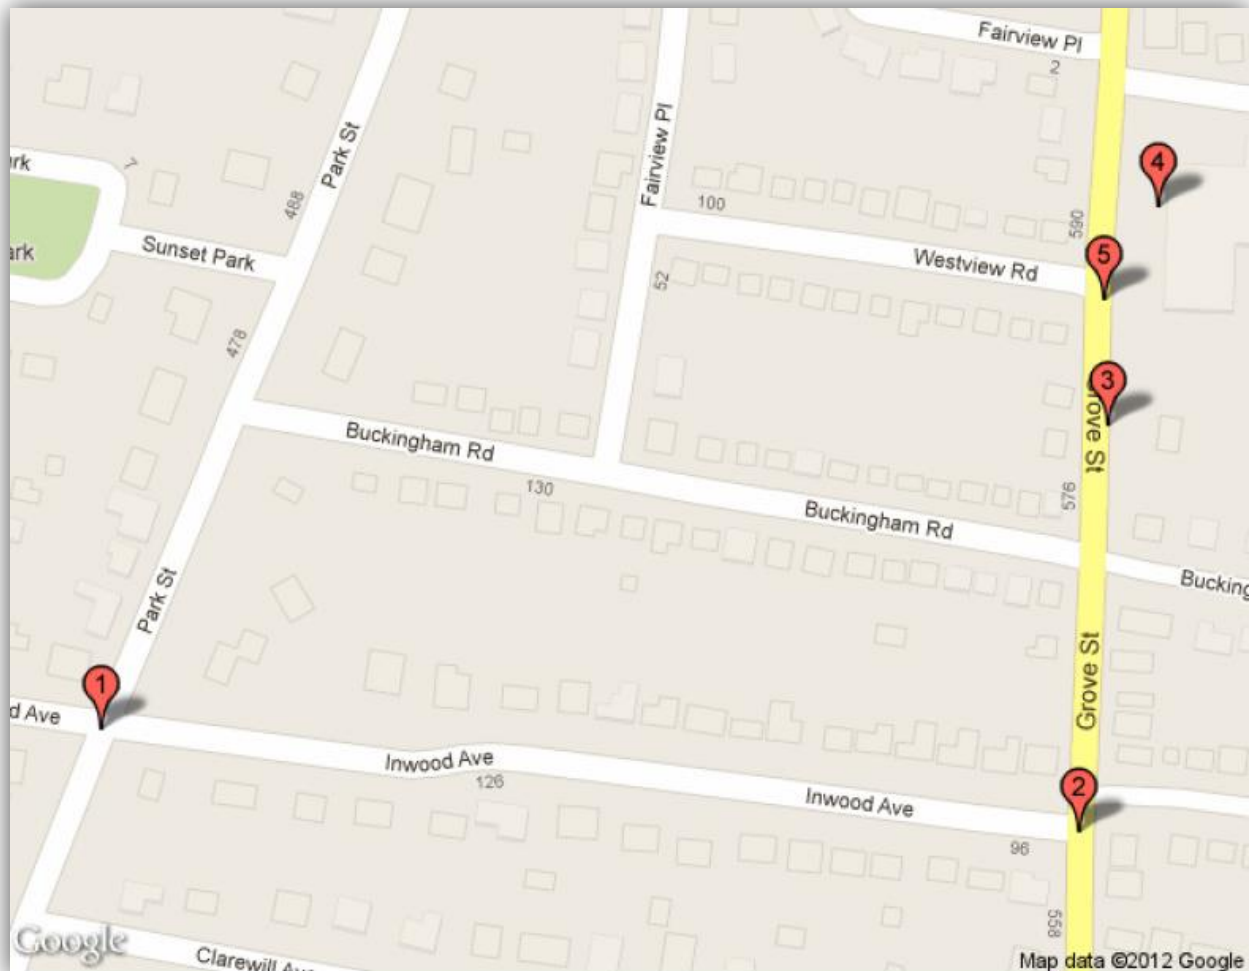 Fairview Pl
2
4
Park St
7
rk
Fairview Pl
488
100
590
ark
Sunset Park
Westview Rd
5
52
478
3
Grove St
Buckingham Rd
130
576
Buckingham Rd
Bucking
Park St
Grove St
1
d Ave
Inwood Ave
126
2
Inwood Ave
96
558
Google
Clarewill Av
Map data ©2012 Google